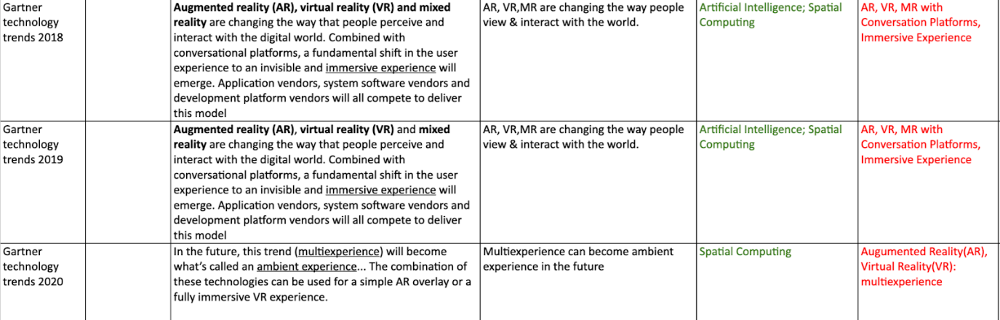 Gartner
technology
trends 2018
Augmented reality (AR), virtual reality (VR) and mixed
reality are changing the way that people perceive and
interact with the digital world. Combined with
conversational platforms, a fundamental shift in the user
experience to an invisible and immersive experience will
emerge. Application vendors, system software vendors and
development platform vendors will all compete to deliver
this model
AR, VR,MR are changing the way people
view & interact with the world.
Artificial Intelligence; Spatial
Computing
AR, VR, MR with
Conversation Platforms,
Immersive Experience
Gartner
technology
trends 2019
Augmented reality (AR), virtual reality (VR) and mixed
reality are changing the way that people perceive and
interact with the digital world. Combined with
conversational platforms, a fundamental shift in the user
experience to an invisible and immersive experience will
emerge. Application vendors, system software vendors and
development platform vendors will all compete to deliver
this model
AR, VR,MR are changing the way people
view & interact with the world.
Artificial Intelligence; Spatial
Computing
AR, VR, MR with
Conversation Platforms,
Immersive Experience
Gartner
technology
trends 2020
In the future, this trend (multiexperience) will become
what's called an ambient experience... The combination of
these technologies can be used for a simple AR overlay or a
fully immersive VR experience.
Multiexperience can become ambient
experience in the future
Spatial Computing
Augumented Reality(AR),
Virtual Reality(VR):
multiexperience